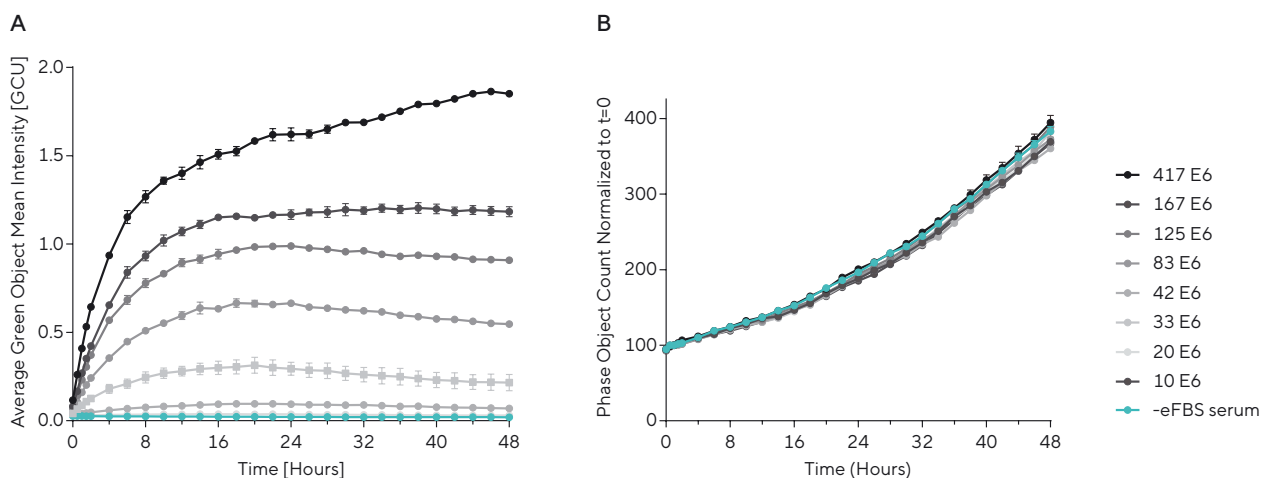 A
B
Average Green Object Mean Intensity [GCU]
2.0
1.5
1.0
0.5
0.0
0 8 16 24 32 40 48
Time [Hours]
Phase Object Count Normalized to t=0
400
300
200
100
0
0 8 16 24 32 40 48
Time (Hours)
417 E6
167 E6
125 E6
83 E6
42 E6
33 E6
20 E6
10 E6
-eFBS serum